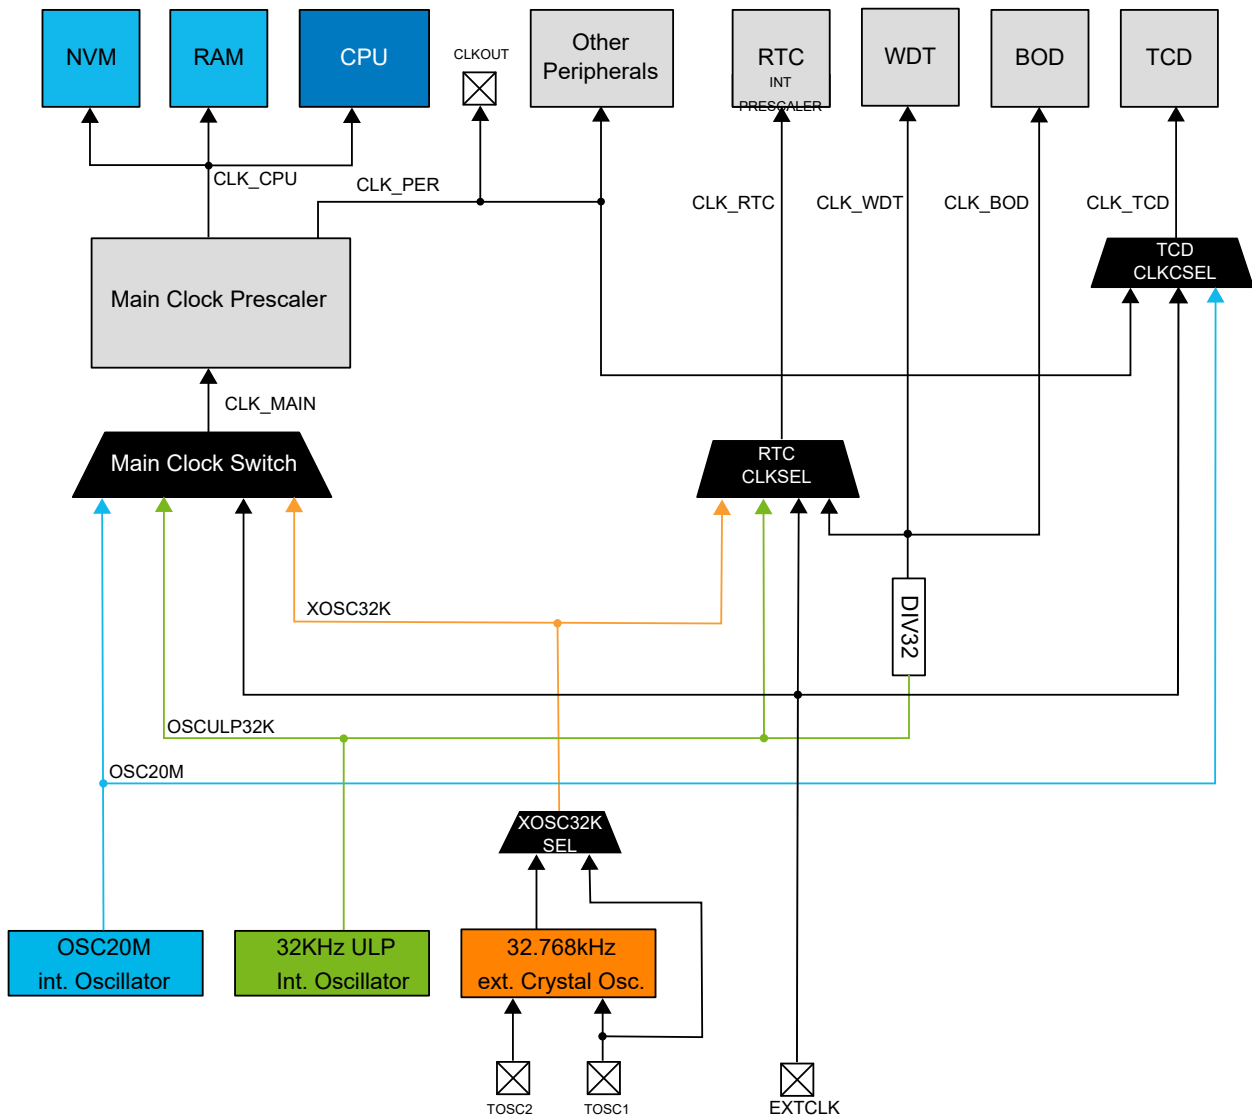 NVM
RAM
CPU
CLKOUT
Other
Peripherals
RTC
INT
PRESCALER
WDT
BOD
TCD
CLK_CPU
CLK_PER
CLK_RTC
CLK_WDT
CLK_BOD
CLK_TCD
TCD
CLKCSEL
Main Clock Prescaler
CLK_MAIN
Main Clock Switch
RTC
CLKSEL
XOSC32K
DIV32
OSCULP32K
OSC20M
XOSC32K
SEL
OSC20M
int. Oscillator
32KHz ULP
Int. Oscillator
32.768kHz
ext. Crystal Osc.
TOSC2
TOSC1
EXTCLK